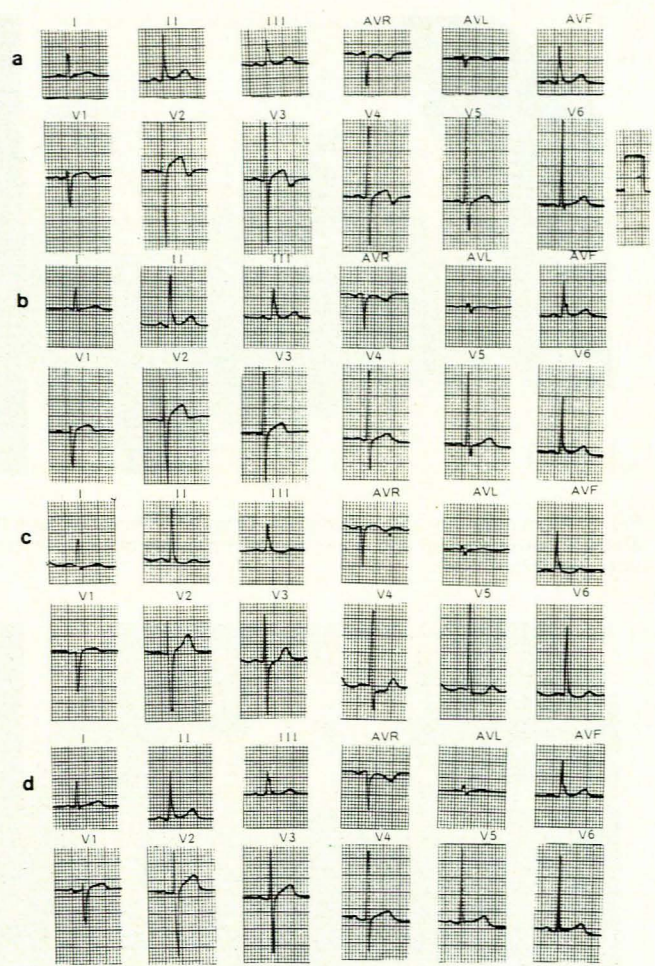 I II III AVR AVL AVF
a
V1 V2 V3 V4 V5 V6
I II III AVR AVL AVF
b
V1 V2 V3 V4 V5 V6
I II III AVR AVL AVF
c
V1 V2 V3 V4 V5 V6
I II III AVR AVL AVF
d
V1 V2 V3 V4 V5 V6